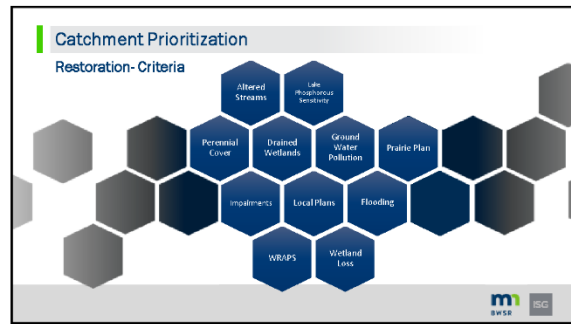 Catchment Prioritization
Restoration- Criteria
Altered
Streams
Lake
Phosphorous
Sensitivity
Perennial
Cover
Drained
Wetlands
Ground
Water
Pollution
Prairie Plan
Impairments
Local Plans
Flooding
WRAPS
Wetland
Loss
mn
BWSR
ISG